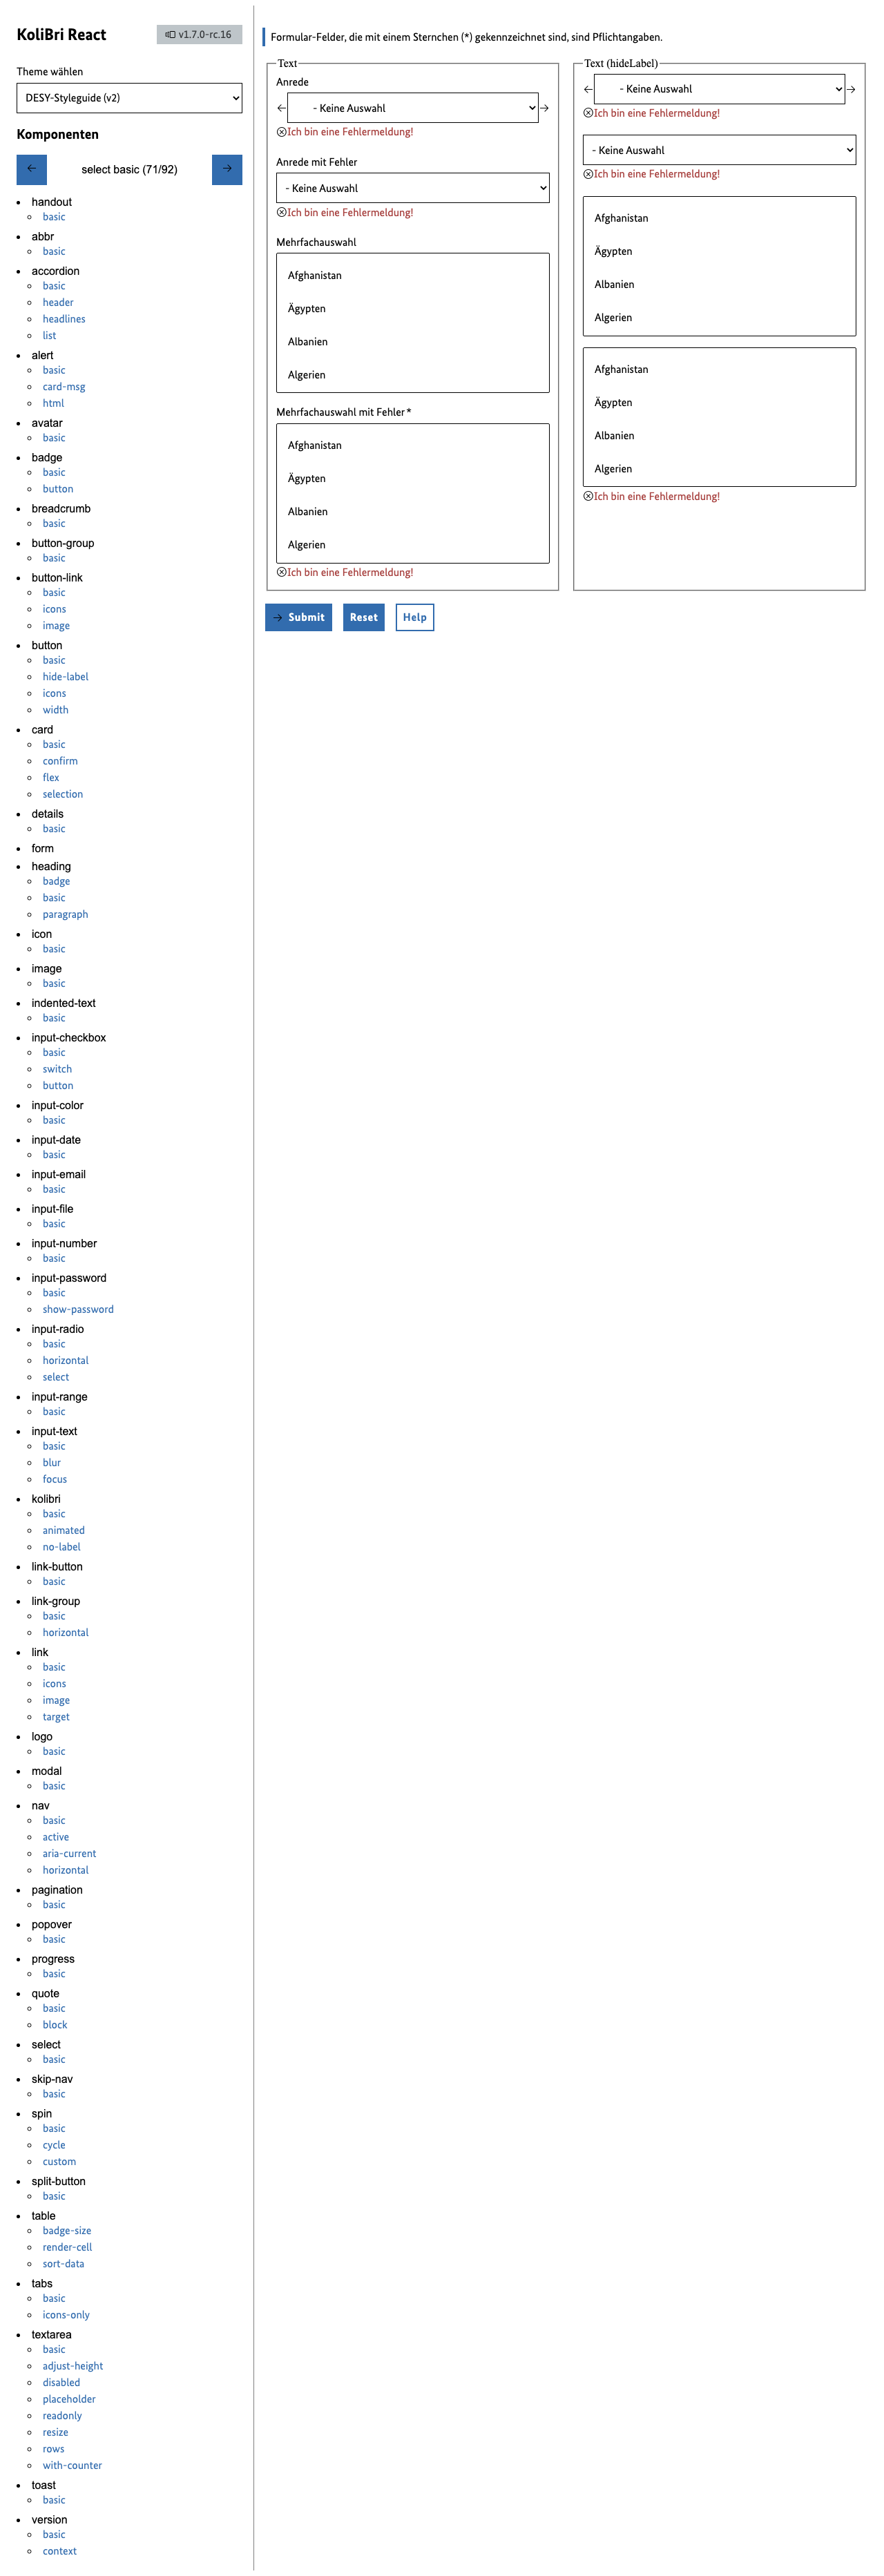 KoliBri React
v1.7.0-rc.16
Theme wählen
DESY-Styleguide (v2)
Komponenten
← select basic (71/92) →
handout
basic
abbr
basic
accordion
basic
header
headlines
list
alert
basic
card-msg
html
avatar
basic
badge
basic
button
breadcrumb
basic
button-group
basic
button-link
basic
icons
image
button
basic
hide-label
icons
width
card
basic
confirm
flex
selection
details
basic
form
heading
badge
basic
paragraph
icon
basic
image
basic
indented-text
basic
input-checkbox
basic
switch
button
input-color
basic
input-date
basic
input-email
basic
input-file
basic
input-number
basic
input-password
basic
show-password
input-radio
basic
horizontal
select
input-range
basic
input-text
basic
blur
focus
kolibri
basic
animated
no-label
link-button
basic
link-group
basic
horizontal
link
basic
icons
image
target
logo
basic
modal
basic
nav
basic
active
aria-current
horizontal
pagination
basic
popover
basic
progress
basic
quote
basic
block
select
basic
skip-nav
basic
spin
basic
cycle
custom
split-button
basic
table
badge-size
render-cell
sort-data
tabs
basic
icons-only
textarea
basic
adjust-height
disabled
placeholder
readonly
resize
rows
with-counter
toast
basic
version
basic
context
Formular-Felder, die mit einem Sternchen (*) gekennzeichnet sind, sind Pflichtangaben.
Text
Anrede
← - Keine Auswahl →
Ich bin eine Fehlermeldung!
Anrede mit Fehler
- Keine Auswahl
Ich bin eine Fehlermeldung!
Mehrfachauswahl
Afghanistan
Ägypten
Albanien
Algerien
Mehrfachauswahl mit Fehler*
Afghanistan
Ägypten
Albanien
Algerien
Ich bin eine Fehlermeldung!
Text (hideLabel)
← - Keine Auswahl →
Ich bin eine Fehlermeldung!
- Keine Auswahl
Ich bin eine Fehlermeldung!
Afghanistan
Ägypten
Albanien
Algerien
Afghanistan
Ägypten
Albanien
Algerien
Ich bin eine Fehlermeldung!
→ Submit
Reset
Help